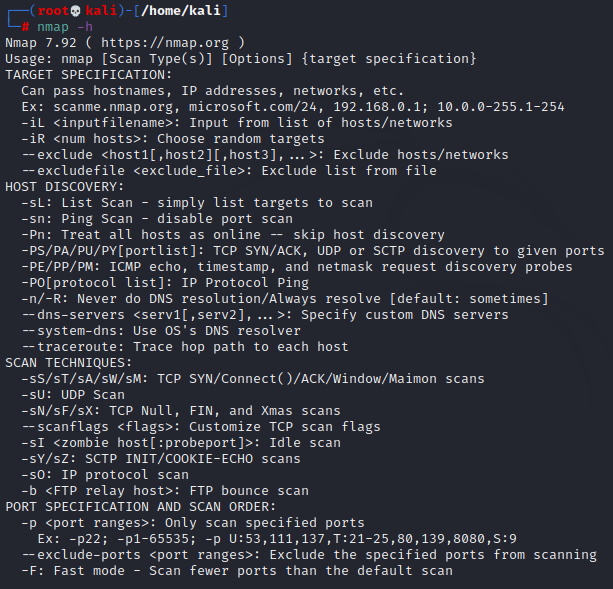 ┌──(root💀kali)-[/home/kali]
└─# nmap -h
Nmap 7.92 ( https://nmap.org )
Usage: nmap [Scan Type(s)] [Options] {target specification}
TARGET SPECIFICATION:
  Can pass hostnames, IP addresses, networks, etc.
  Ex: scanme.nmap.org, microsoft.com/24, 192.168.0.1; 10.0.0-255.1-254
  -iL <inputfilename>: Input from list of hosts/networks
  -iR <num hosts>: Choose random targets
  --exclude <host1[,host2][,host3],...>: Exclude hosts/networks
  --excludefile <exclude_file>: Exclude list from file
HOST DISCOVERY:
  -sL: List Scan - simply list targets to scan
  -sn: Ping Scan - disable port scan
  -Pn: Treat all hosts as online -- skip host discovery
  -PS/PA/PU/PY[portlist]: TCP SYN/ACK, UDP or SCTP discovery to given ports
  -PE/PP/PM: ICMP echo, timestamp, and netmask request discovery probes
  -PO[protocol list]: IP Protocol Ping
  -n/-R: Never do DNS resolution/Always resolve [default: sometimes]
  --dns-servers <serv1[,serv2],...>: Specify custom DNS servers
  --system-dns: Use OS's DNS resolver
  --traceroute: Trace hop path to each host
SCAN TECHNIQUES:
  -sS/sT/sA/sW/sM: TCP SYN/Connect()/ACK/Window/Maimon scans
  -sU: UDP Scan
  -sN/sF/sX: TCP Null, FIN, and Xmas scans
  --scanflags <flags>: Customize TCP scan flags
  -sI <zombie host[:probeport]>: Idle scan
  -sY/sZ: SCTP INIT/COOKIE-ECHO scans
  -sO: IP protocol scan
  -b <FTP relay host>: FTP bounce scan
PORT SPECIFICATION AND SCAN ORDER:
  -p <port ranges>: Only scan specified ports
    Ex: -p22; -p1-65535; -p U:53,111,137,T:21-25,80,139,8080,S:9
  --exclude-ports <port ranges>: Exclude the specified ports from scanning
  -F: Fast mode - Scan fewer ports than the default scan